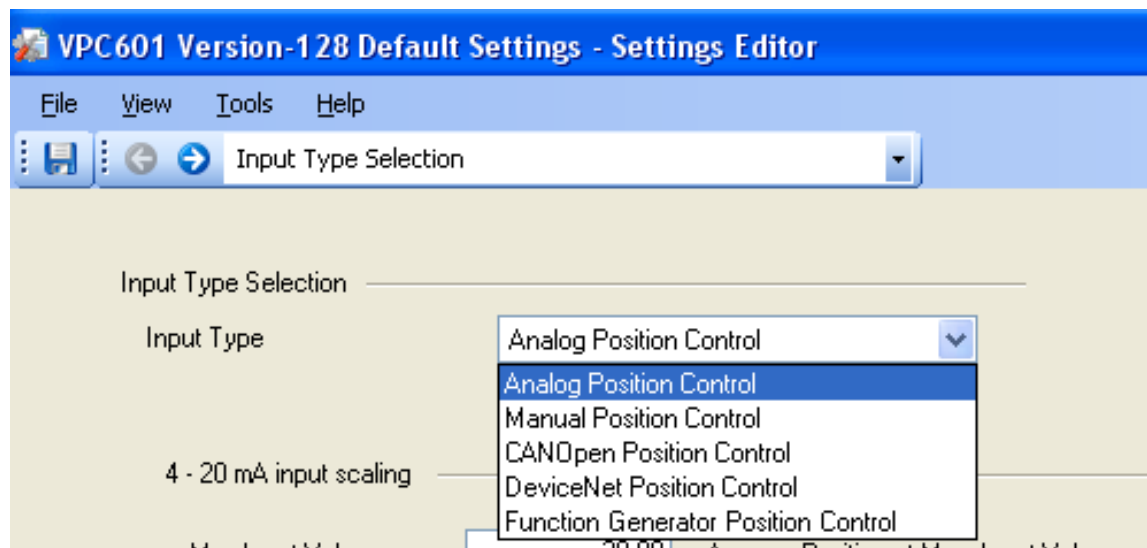 VPC601 Version-128 Default Settings - Settings Editor
File View Tools Help
Input Type Selection
Input Type Selection
Input Type Analog Position Control
Analog Position Control
Manual Position Control
CANOpen Position Control
DeviceNet Position Control
4 - 20 mA input scaling
Function Generator Position Control